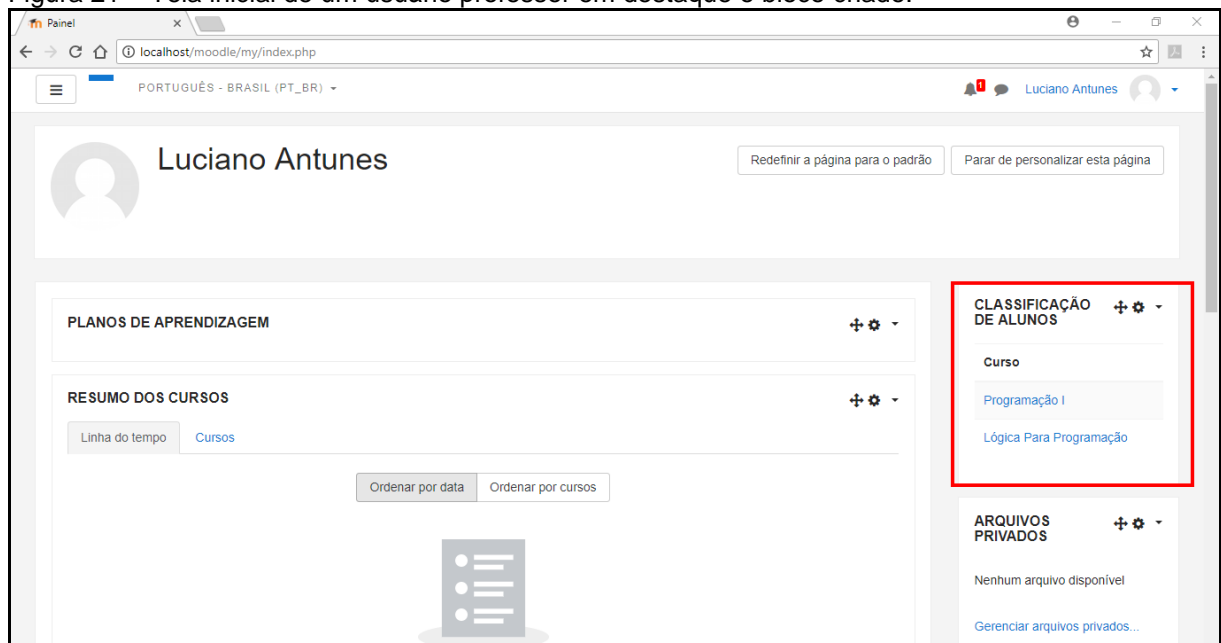 Painel
localhost/moodle/my/index.php
PORTUGUÊS - BRASIL (PT_BR)
1
Luciano Antunes
Luciano Antunes
Redefinir a página para o padrão
Parar de personalizar esta página
PLANOS DE APRENDIZAGEM
RESUMO DOS CURSOS
Linha do tempo
Cursos
Ordenar por data
Ordenar por cursos
CLASSIFICAÇÃO
DE ALUNOS
Curso
Programação I
Lógica Para Programação
ARQUIVOS
PRIVADOS
Nenhum arquivo disponível
Gerenciar arquivos privados...